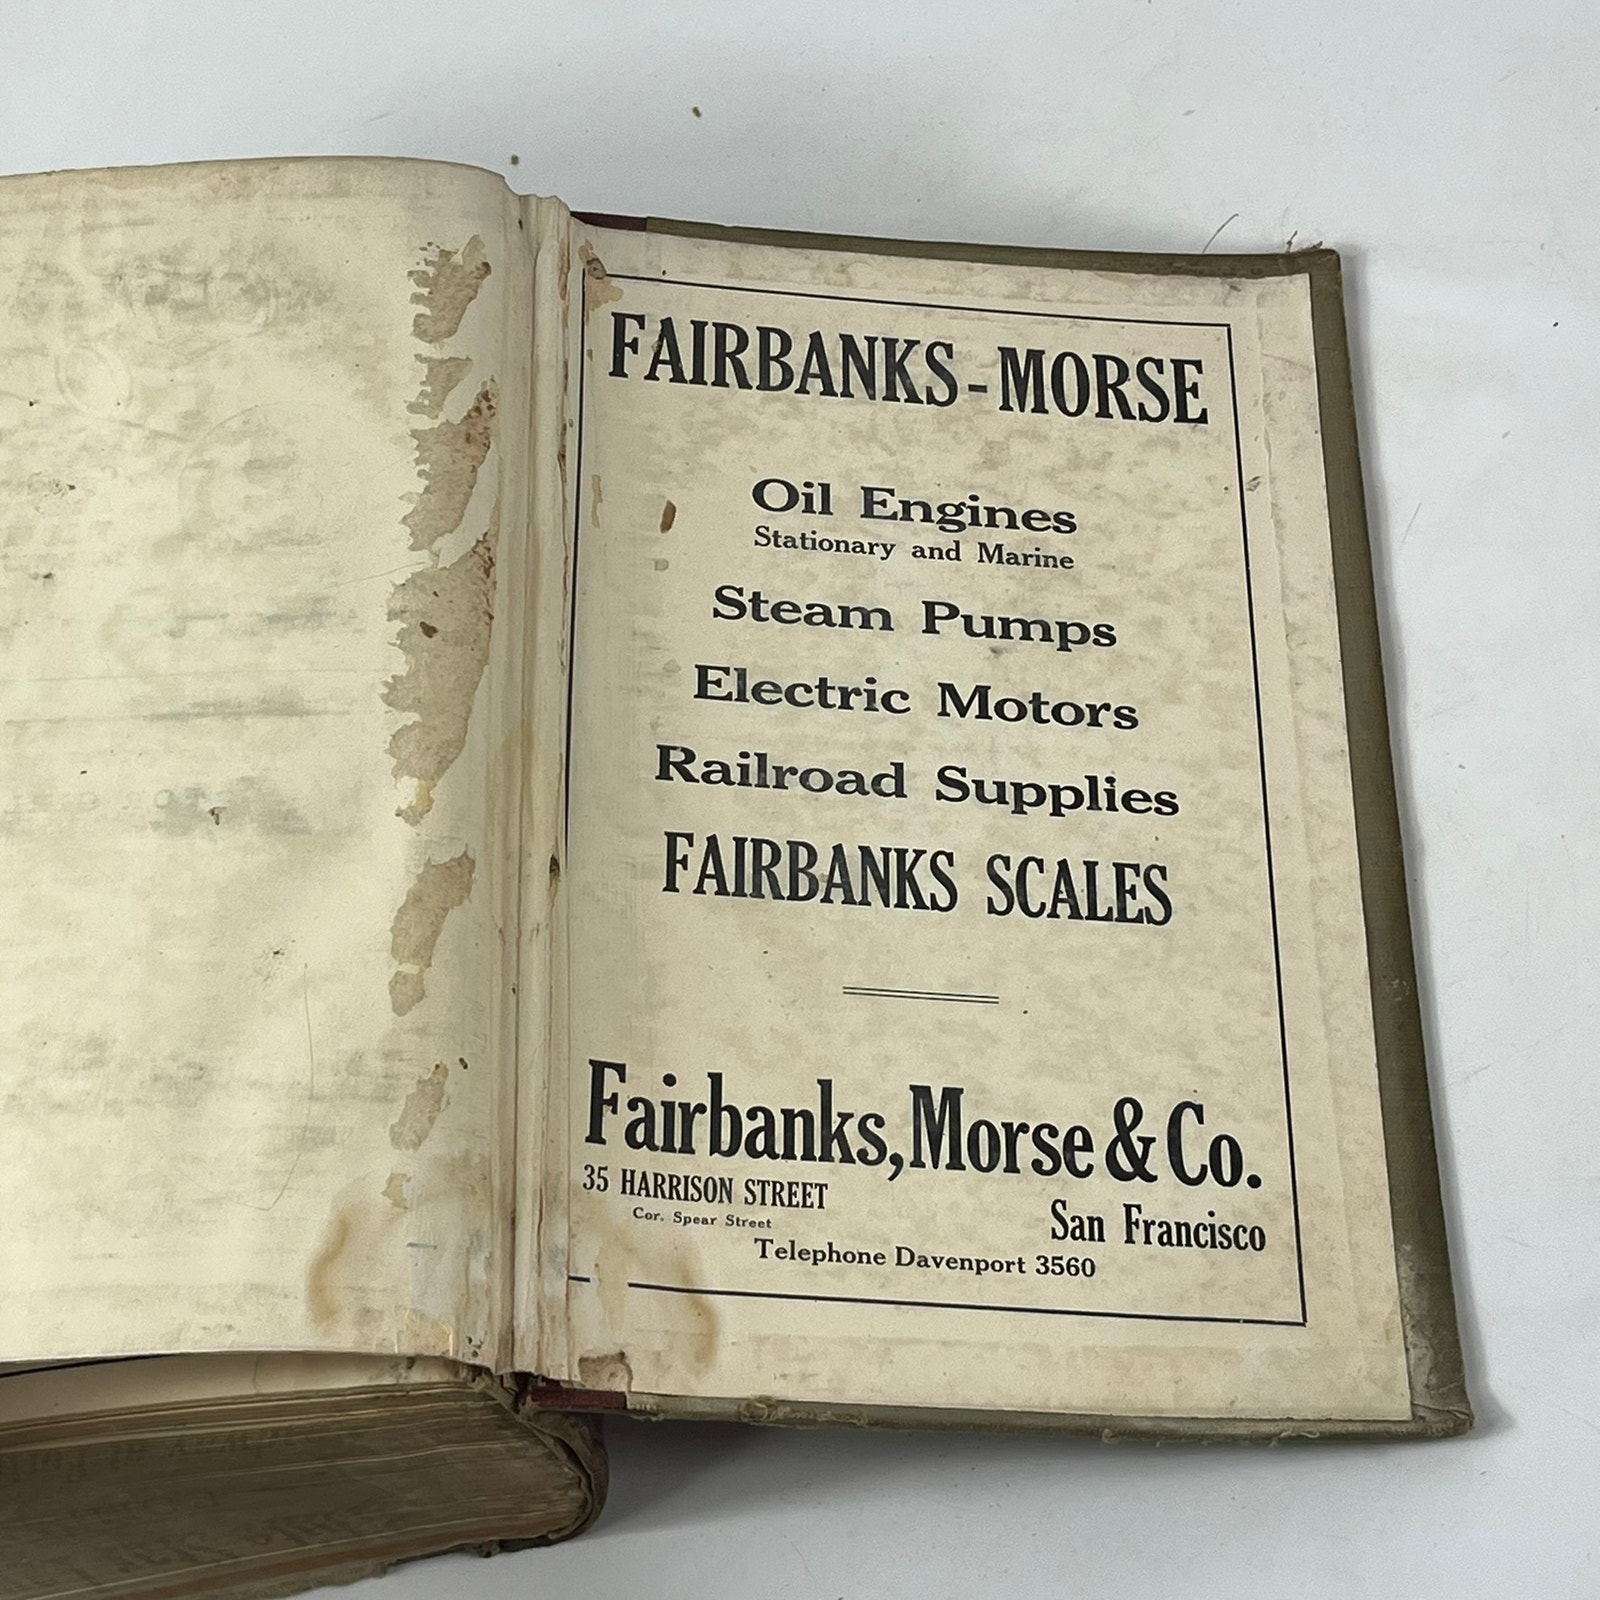 FAIRBANKS-MORSE
Oil Engines
Stationary and Marine
Steam Pumps
Electric Motors
Railroad Supplies
FAIRBANKS SCALES
Fairbanks, Morse & Co.
35 HARRISON STREET
Cor. Spear Street
San Francisco
Telephone Davenport 3560